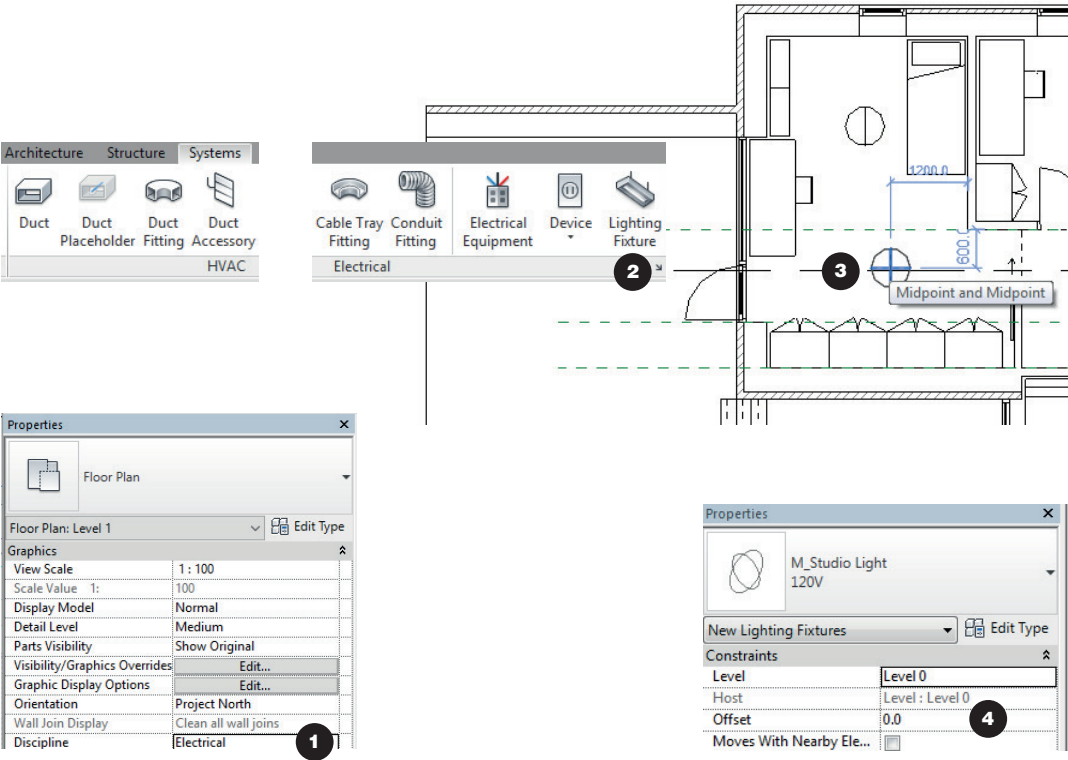 Architecture Structure Systems
Duct
Duct Placeholder
Duct Fitting
Duct Accessory
HVAC
Cable Tray Fitting
Conduit Fitting
Electrical Equipment
Device
Lighting Fixture
Electrical
2
1200.0
600.0
3
Midpoint and Midpoint
Properties
Floor Plan
Floor Plan: Level 1 Edit Type
Graphics
View Scale 1 : 100
Scale Value 1: 100
Display Model Normal
Detail Level Medium
Parts Visibility Show Original
Visibility/Graphics Overrides Edit...
Graphic Display Options Edit...
Orientation Project North
Wall Join Display Clean all wall joins
Discipline Electrical
1
Properties
M_Studio Light
120V
New Lighting Fixtures Edit Type
Constraints
Level Level 0
Host Level : Level 0
Offset 0.0
4
Moves With Nearby Ele...